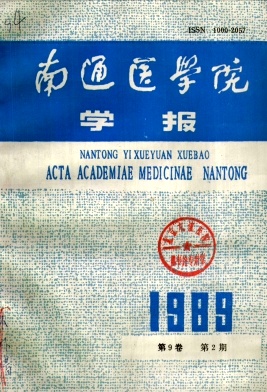 ISSN 1000-2057
南通医学院
学报
NANTONG YI XUEYUAN XUEBAO
ACTA ACADEMIAE MEDICINAE NANTONG
1989
第9卷 第2期